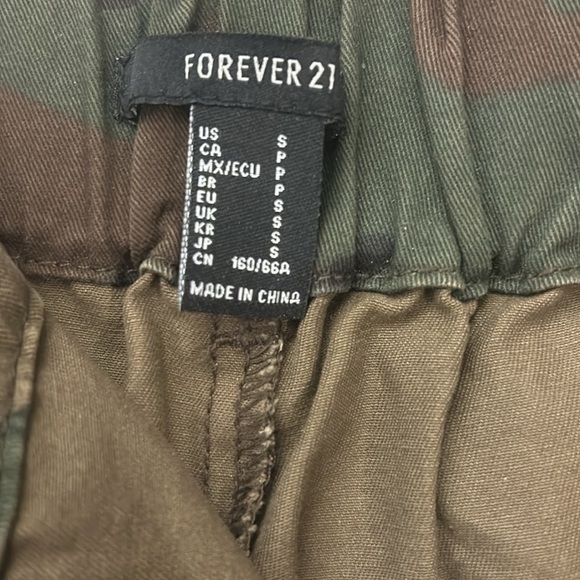 FOREVER 21
US S
CA P
MX/ECU P
BR P
EU S
UK S
KR S
JP S
CN 160/66A
MADE IN CHINA